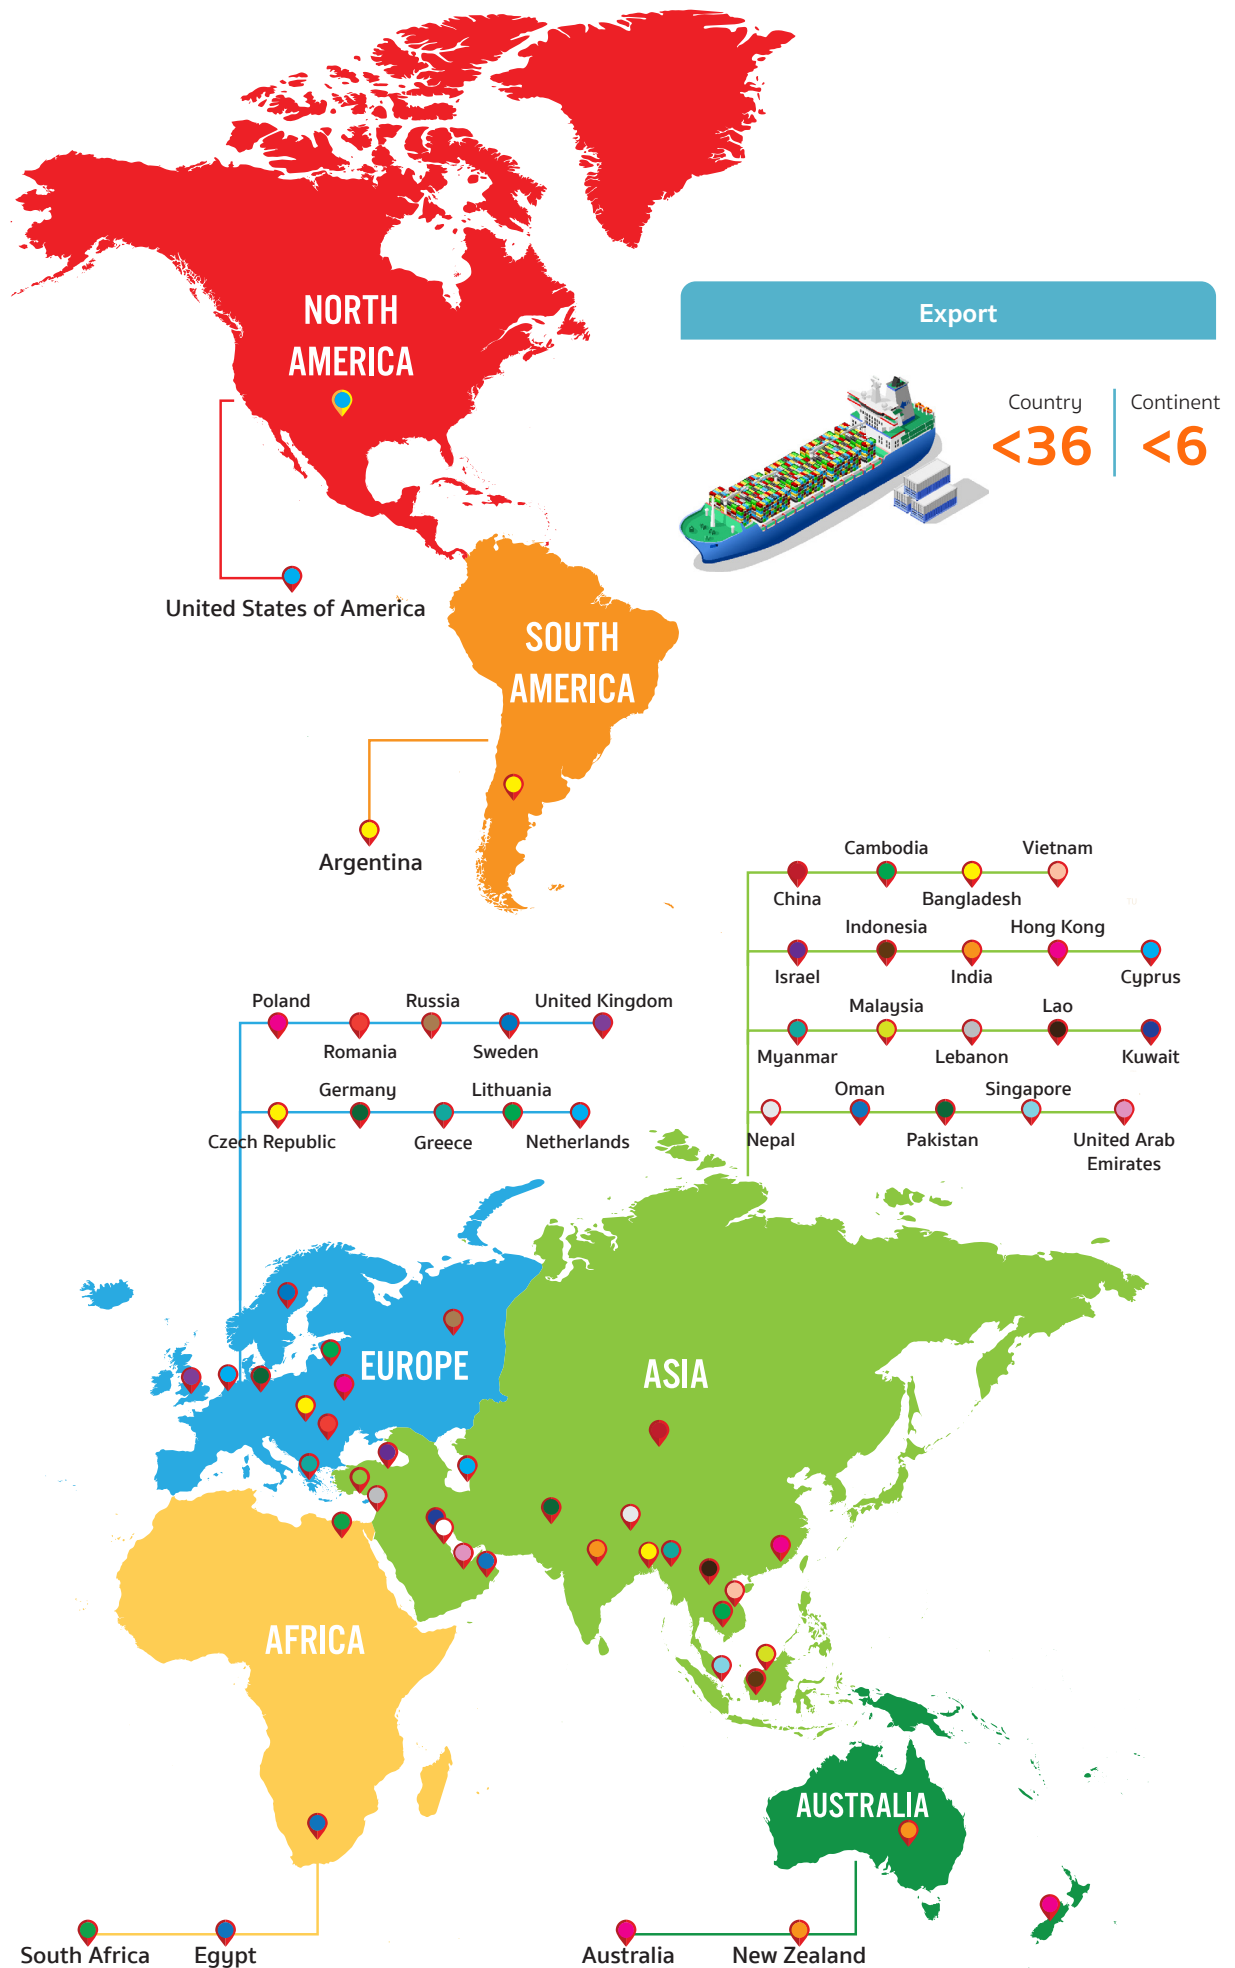 NORTH
AMERICA
Export
Country
Continent
<36
<6
United States of America
SOUTH
AMERICA
Argentina
Cambodia
Vietnam
China
Bangladesh
Indonesia
Hong Kong
Israel
India
Cyprus
Malaysia
Lao
Myanmar
Lebanon
Kuwait
Oman
Singapore
Nepal
Pakistan
United Arab
Emirates
Poland
Russia
United Kingdom
Romania
Sweden
Germany
Lithuania
Czech Republic
Greece
Netherlands
EUROPE
ASIA
AFRICA
AUSTRALIA
South Africa
Egypt
Australia
New Zealand